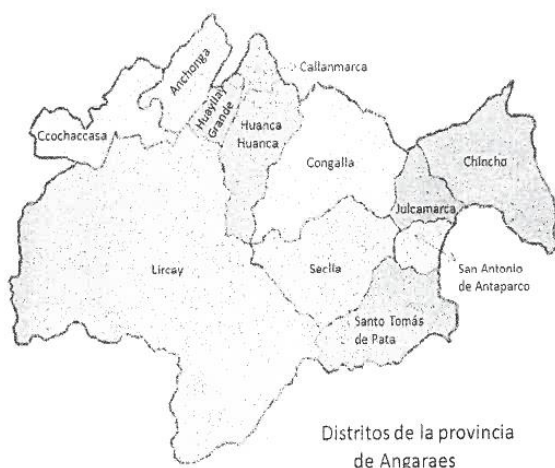 Anchonga
Callanmarca
Huayllay
Grande
Ccochaccasa
Huanca
Huanca
Congalla
Chincho
Julcamarca
Lircay
Seclla
San Antonio
de Antaparco
Santo Tomás
de Pata
Distritos de la provincia
de Angaraes